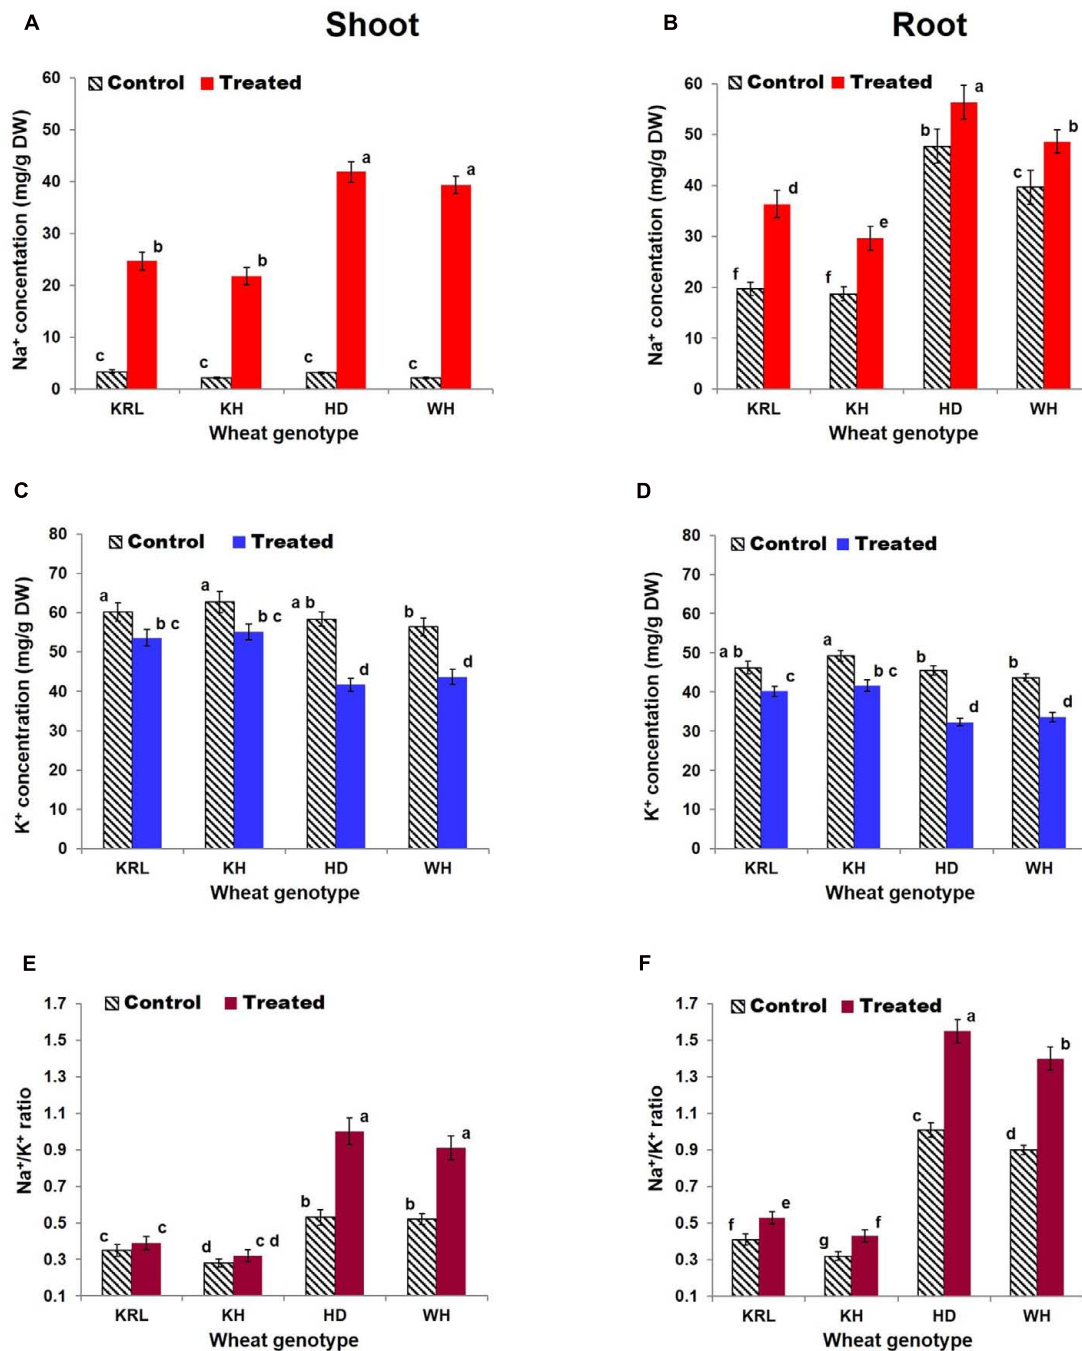 A Shoot
B Root
Control Treated
60
50
40
30
20
10
0
Na⁺ concentation (mg/g DW)
c b c b c a c a
KRL KH HD WH
Wheat genotype
Control Treated
60
50
40
30
20
10
0
Na⁺ concentation (mg/g DW)
f d f e b a c b
KRL KH HD WH
Wheat genotype
C
Control Treated
80
70
60
50
40
30
20
10
0
K⁺ concentration (mg/g DW)
a b c a b c a b d b d
KRL KH HD WH
Wheat genotype
D
Control Treated
80
70
60
50
40
30
20
10
0
K⁺ concentation (mg/g DW)
a b c a b c b d b d
KRL KH HD WH
Wheat genotype
E
Control Treated
1.7
1.5
1.3
1.1
0.9
0.7
0.5
0.3
0.1
Na⁺/K⁺ ratio
c c d c d b a b a
KRL KH HD WH
Wheat genotype
F
Control Treated
1.7
1.5
1.3
1.1
0.9
0.7
0.5
0.3
0.1
Na⁺/K⁺ ratio
f e g f c a d b
KRL KH HD WH
Wheat genotype